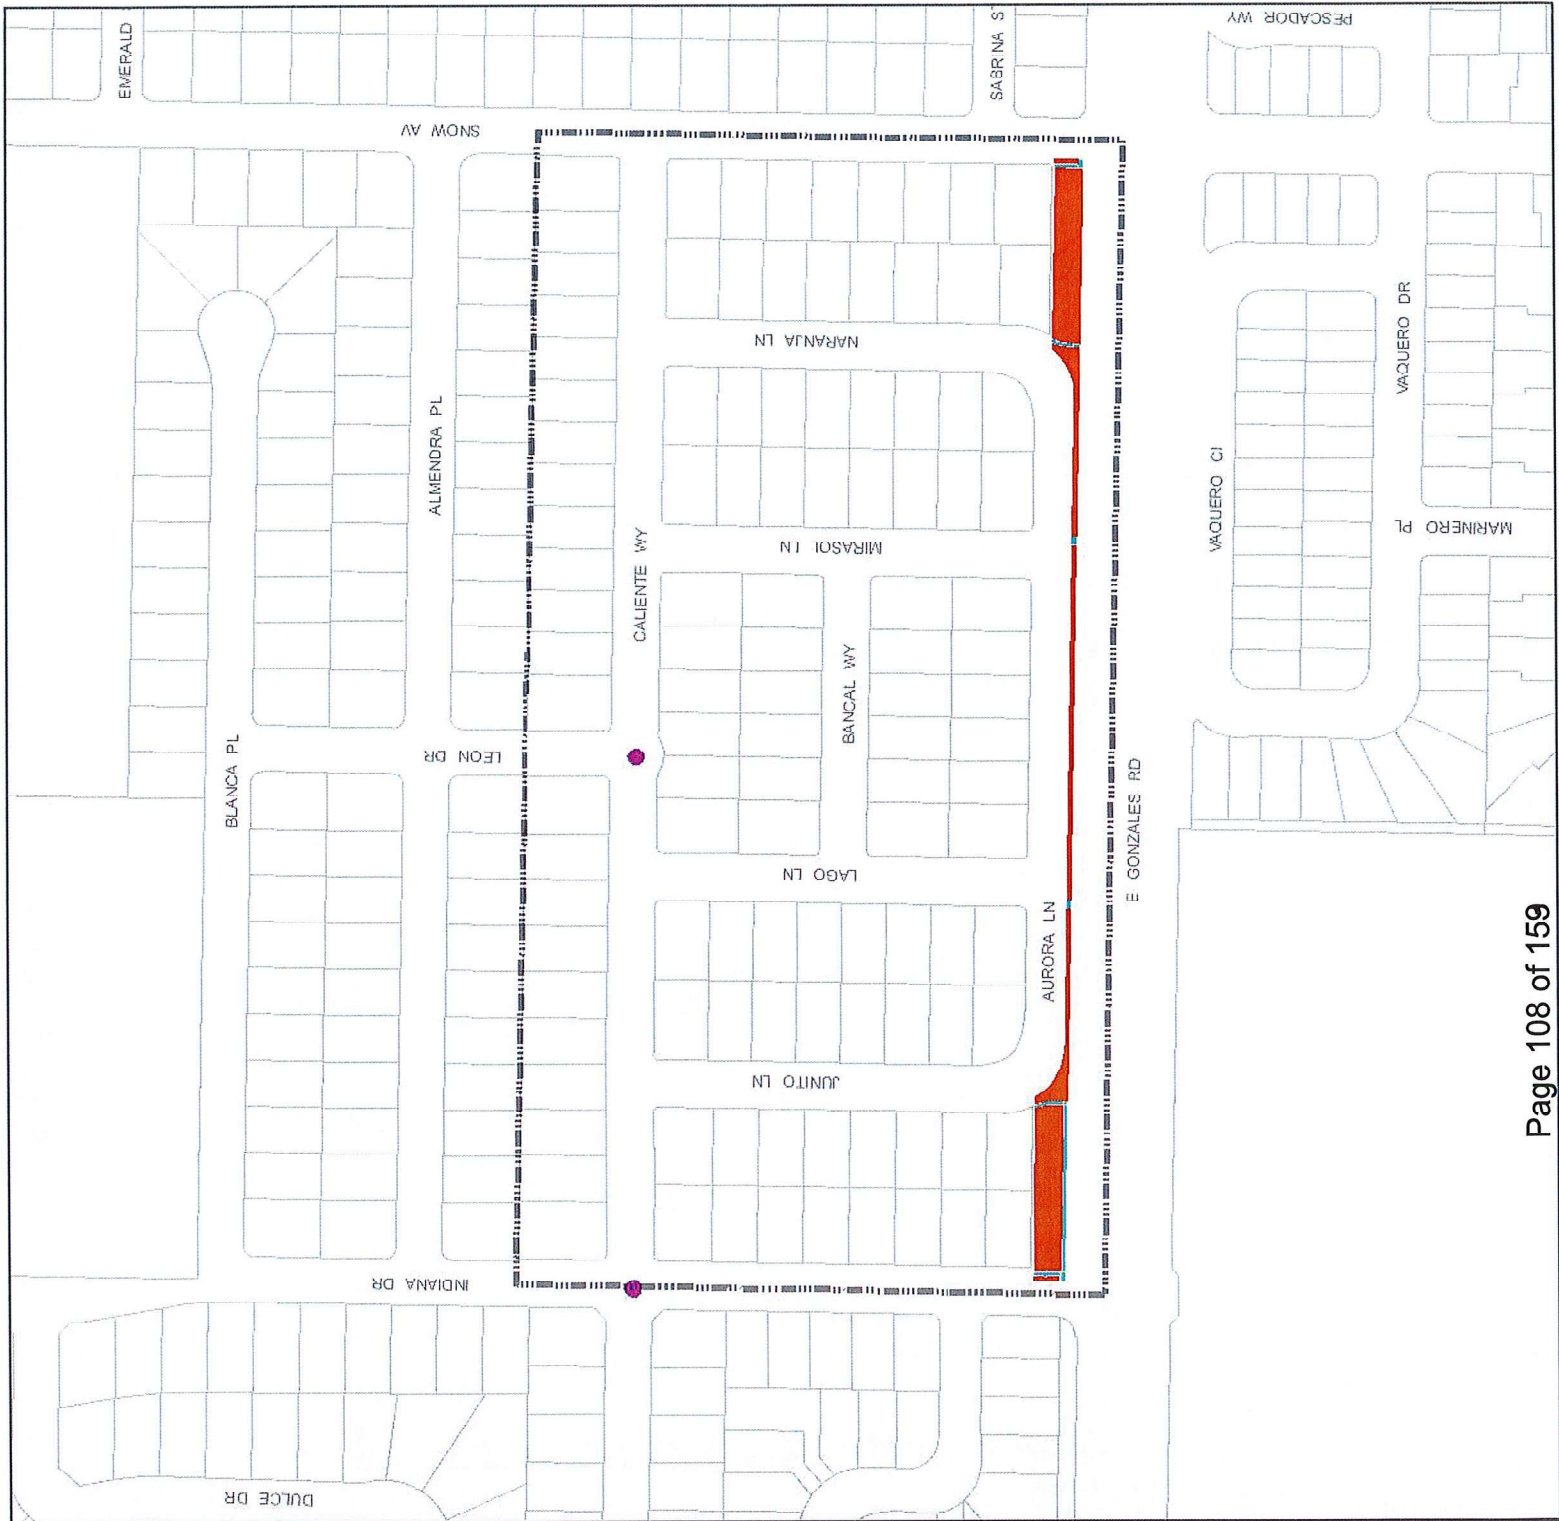 EMERALD
SABRINA S
PESCADOR WY
SNOW AV
NARANJA LN
VAQUERO DR
ALMENDRA PL
VAQUERO CI
MARINERO PL
MIRASOL LN
CALIENTE WY
BANCAL WY
LEON DR
BLANCA PL
E GONZALES RD
LAGO LN
AURORA LN
JUNITO LN
INDIANA DR
DULCE DR
Page 108 of 159